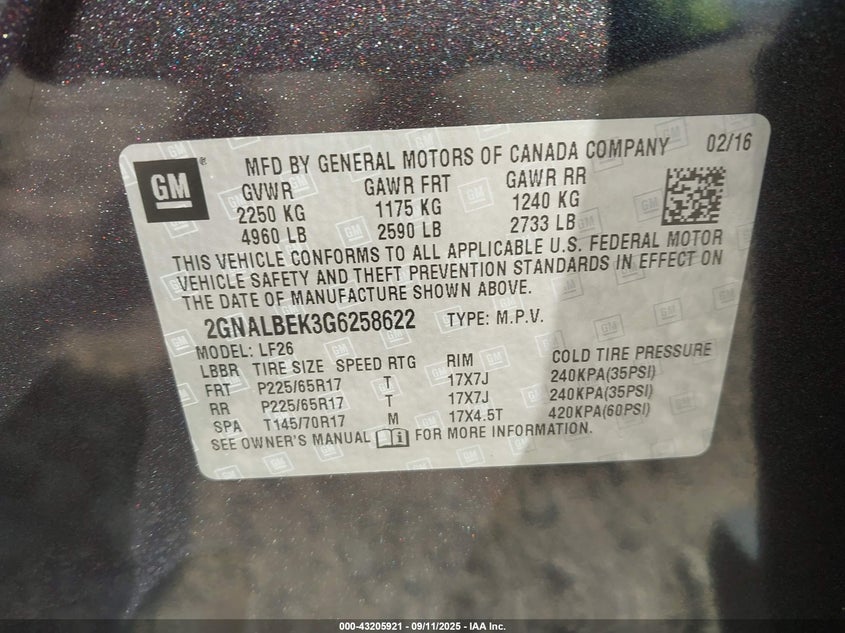 GM ® MFD BY GENERAL MOTORS OF CANADA COMPANY 02/16
GVWR GAWR FRT GAWR RR
2250 KG 1175 KG 1240 KG
4960 LB 2590 LB 2733 LB
THIS VEHICLE CONFORMS TO ALL APPLICABLE U.S. FEDERAL MOTOR
VEHICLE SAFETY AND THEFT PREVENTION STANDARDS IN EFFECT ON
THE DATE OF MANUFACTURE SHOWN ABOVE.
2GNALBEK3G6258622 TYPE: M.P.V.
MODEL: LF26
LBBR TIRE SIZE SPEED RTG RIM COLD TIRE PRESSURE
FRT P225/65R17 T 17X7J 240KPA(35PSI)
RR P225/65R17 T 17X7J 240KPA(35PSI)
SPA T145/70R17 M 17X4.5T 420KPA(60PSI)
SEE OWNER'S MANUAL FOR MORE INFORMATION.
000-43205921 - 09/11/2025 - IAA Inc.